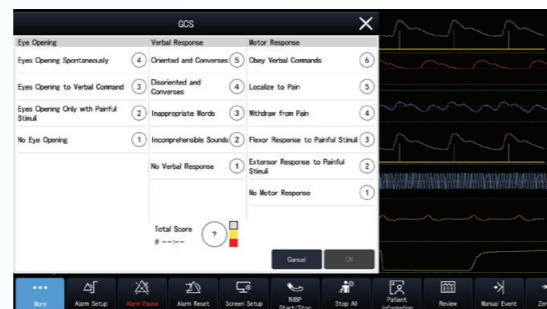 GCS
Eye Opening Verbal Response Motor Response
Eyes Opening Spontaneously 4 Oriented and Converses 5 Obey Verbal Commands 6
Eyes Opening to Verbal Command 3 Disoriented and Converses 4 Localize to Pain 5
Eyes Opening Only with Painful Stimuli 2 Inappropriate Words 3 Withdraw from Pain 4
No Eye Opening 1 Incomprehensible Sounds 2 Flexor Response to Painful Stimuli 3
No Verbal Response 1 Extensor Response to Painful Stimuli 2
No Motor Response 1
Total Score ?
@ --:--
Cancel OK
More Alarm Setup Alarm Pause Alarm Reset Screen Setup NIBP Start/Stop Stop All Patient Information Review Manual Event